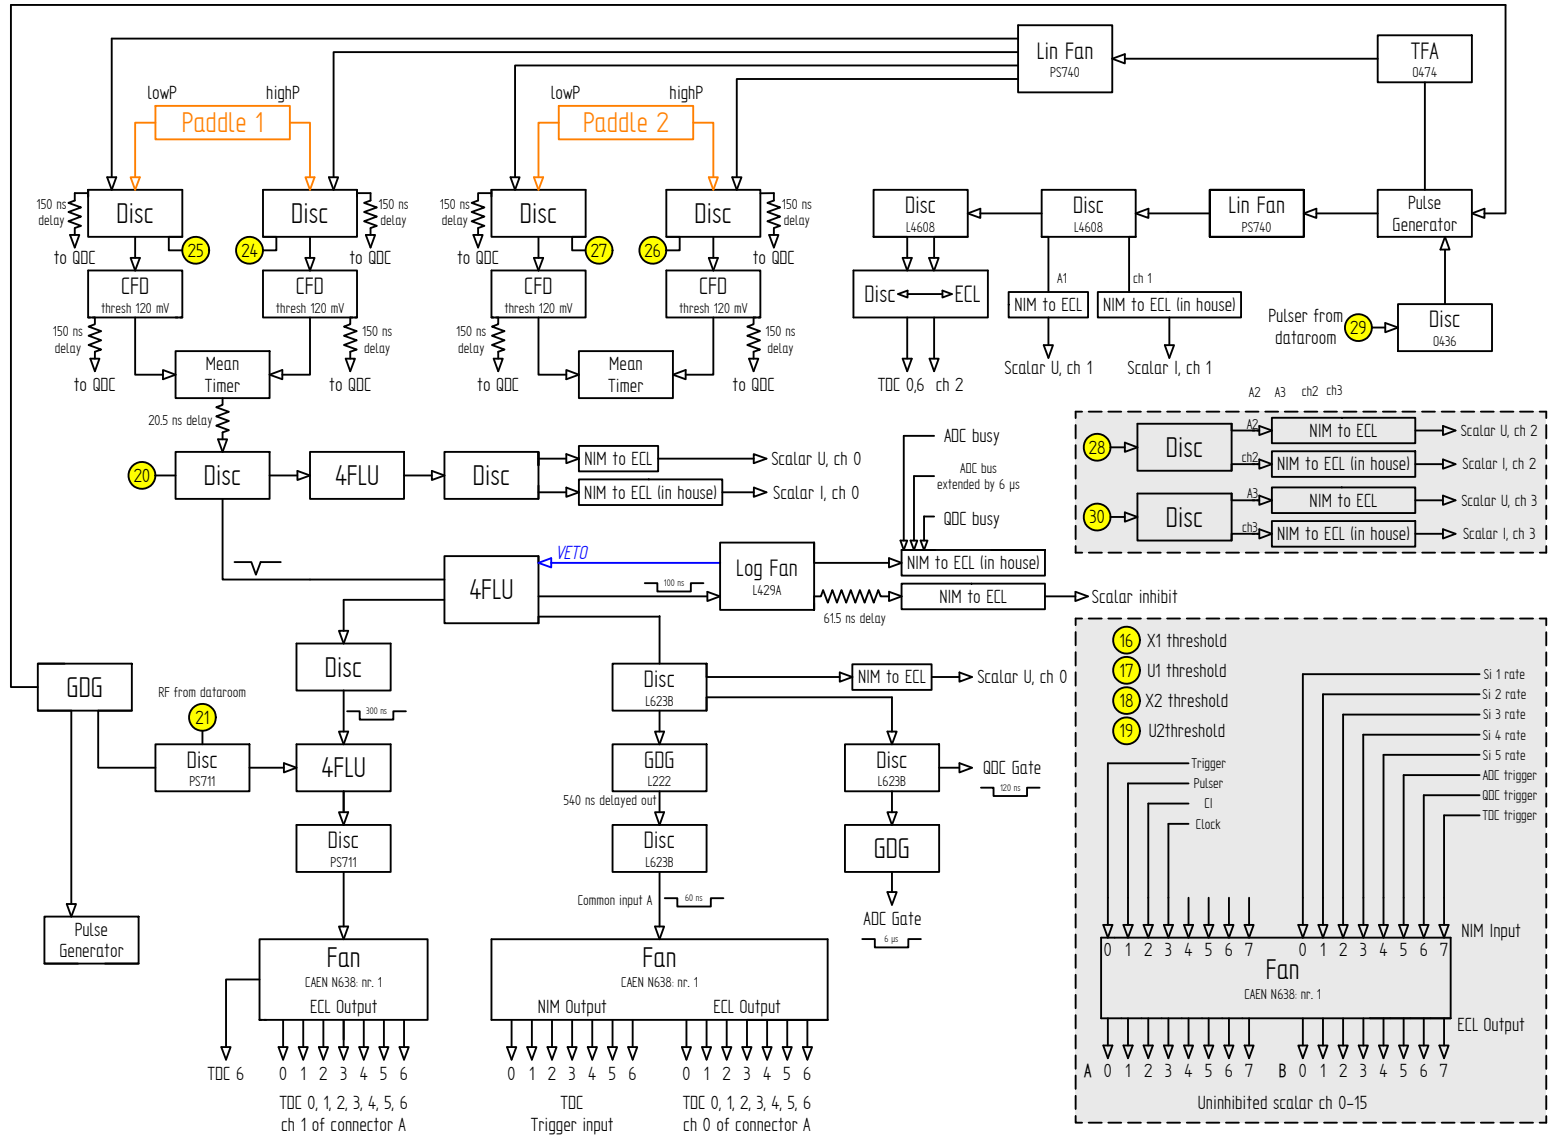 Lin Fan
PS740
TFA
0474
lowP
highP
Paddle 1
lowP
highP
Paddle 2
150 ns
delay
Disc
25
to QDC
Disc
24
150 ns
delay
to QDC
150 ns
delay
Disc
27
to QDC
Disc
26
150 ns
delay
to QDC
Disc
L4608
Disc
L4608
Lin Fan
PS740
Pulse
Generator
CFD
thresh 120 mV
CFD
thresh 120 mV
CFD
thresh 120 mV
CFD
thresh 120 mV
Disc
ECL
A1
NIM to ECL
ch 1
NIM to ECL (in house)
Pulser from
dataroom
29
Disc
0436
150 ns
delay
to QDC
Mean
Timer
150 ns
delay
to QDC
150 ns
delay
to QDC
Mean
Timer
150 ns
delay
to QDC
TDC 0,6
ch 2
Scalar U, ch 1
Scalar I, ch 1
20.5 ns delay
A2
A3
ch2
ch3
20
Disc
4FLU
Disc
NIM to ECL
Scalar U, ch 0
NIM to ECL (in house)
Scalar I, ch 0
ADC busy
ADC bus
extended by 6 μs
QDC busy
28
Disc
A2
NIM to ECL
Scalar U, ch 2
ch2
NIM to ECL (in house)
Scalar I, ch 2
30
Disc
A3
NIM to ECL
Scalar U, ch 3
ch3
NIM to ECL (in house)
Scalar I, ch 3
VETO
4FLU
100 ns
Log Fan
L429A
NIM to ECL (in house)
61.5 ns delay
NIM to ECL
Scalar inhibit
GDG
RF from dataroom
21
Disc
PS711
Disc
300 ns
4FLU
Disc
PS711
Disc
L623B
NIM to ECL
Scalar U, ch 0
GDG
L222
540 ns delayed out
Disc
L623B
Disc
L623B
QDC Gate
120 ns
GDG
Common input A
60 ns
ADC Gate
6 μs
Pulse
Generator
Fan
CAEN N638: nr. 1
ECL Output
TDC 6
0 1 2 3 4 5 6
TDC 0, 1, 2, 3, 4, 5, 6
ch 1 of connector A
Fan
CAEN N638: nr. 1
NIM Output
ECL Output
0 1 2 3 4 5 6
0 1 2 3 4 5 6
TDC
Trigger input
TDC 0, 1, 2, 3, 4, 5, 6
ch 0 of connector A
16 X1 threshold
17 U1 threshold
18 X2 threshold
19 U2threshold
Si 1 rate
Si 2 rate
Si 3 rate
Si 4 rate
Si 5 rate
ADC trigger
QDC trigger
TDC trigger
Trigger
Pulser
CI
Clock
NIM Input
0 1 2 3 4 5 6 7
0 1 2 3 4 5 6 7
Fan
CAEN N638: nr. 1
ECL Output
A 0 1 2 3 4 5 6 7
B 0 1 2 3 4 5 6 7
Uninhibited scalar ch 0-15